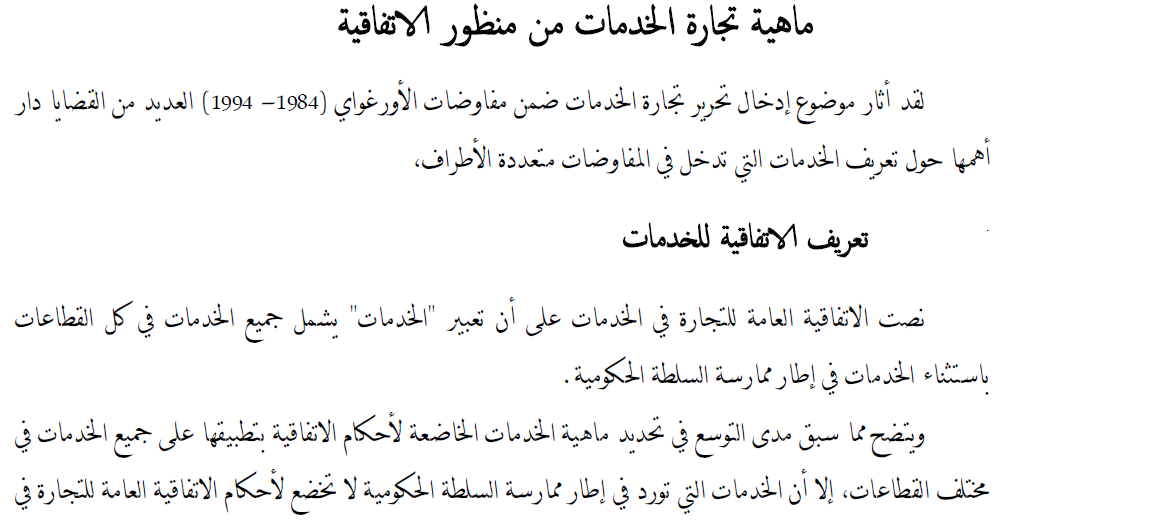 ماهية تجارة الخدمات من منظور الاتفاقية
لقد أثار موضوع إدخال تحرير تجارة الخدمات ضمن مفاوضات الأورغواي (1984– 1994) العديد من القضايا دار
أهمها حول تعريف الخدمات التي تدخل في المفاوضات متعددة الأطراف،
تعريف الاتفاقية للخدمات
نصت الاتفاقية العامة للتجارة في الخدمات على أن تعبير "الخدمات" يشمل جميع الخدمات في كل القطاعات
باستثناء الخدمات في إطار ممارسة السلطة الحكومية .
ويتضح مما سبق مدى التوسع في تحديد ماهية الخدمات الخاضعة لأحكام الاتفاقية بتطبيقها على جميع الخدمات في
مختلف القطاعات، إلا أن الخدمات التي تورد في إطار ممارسة السلطة الحكومية لا تخضع لأحكام الاتفاقية العامة للتجارة في